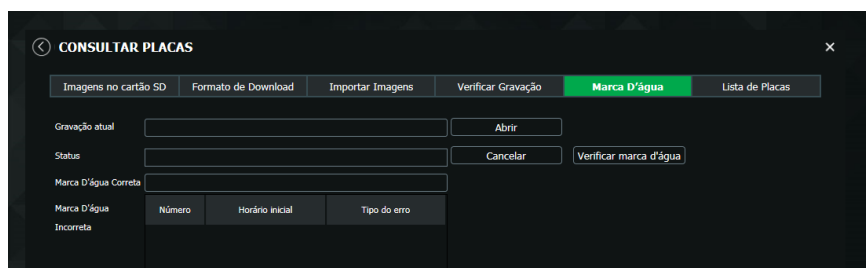 CONSULTAR PLACAS
Imagens no cartão SD Formato de Download Importar Imagens Verificar Gravação Marca D'água Lista de Placas
Gravação atual Abrir
Status Cancelar Verificar marca d'água
Marca D'água Correta
Marca D'água Número Horário inicial Tipo do erro
Incorreta